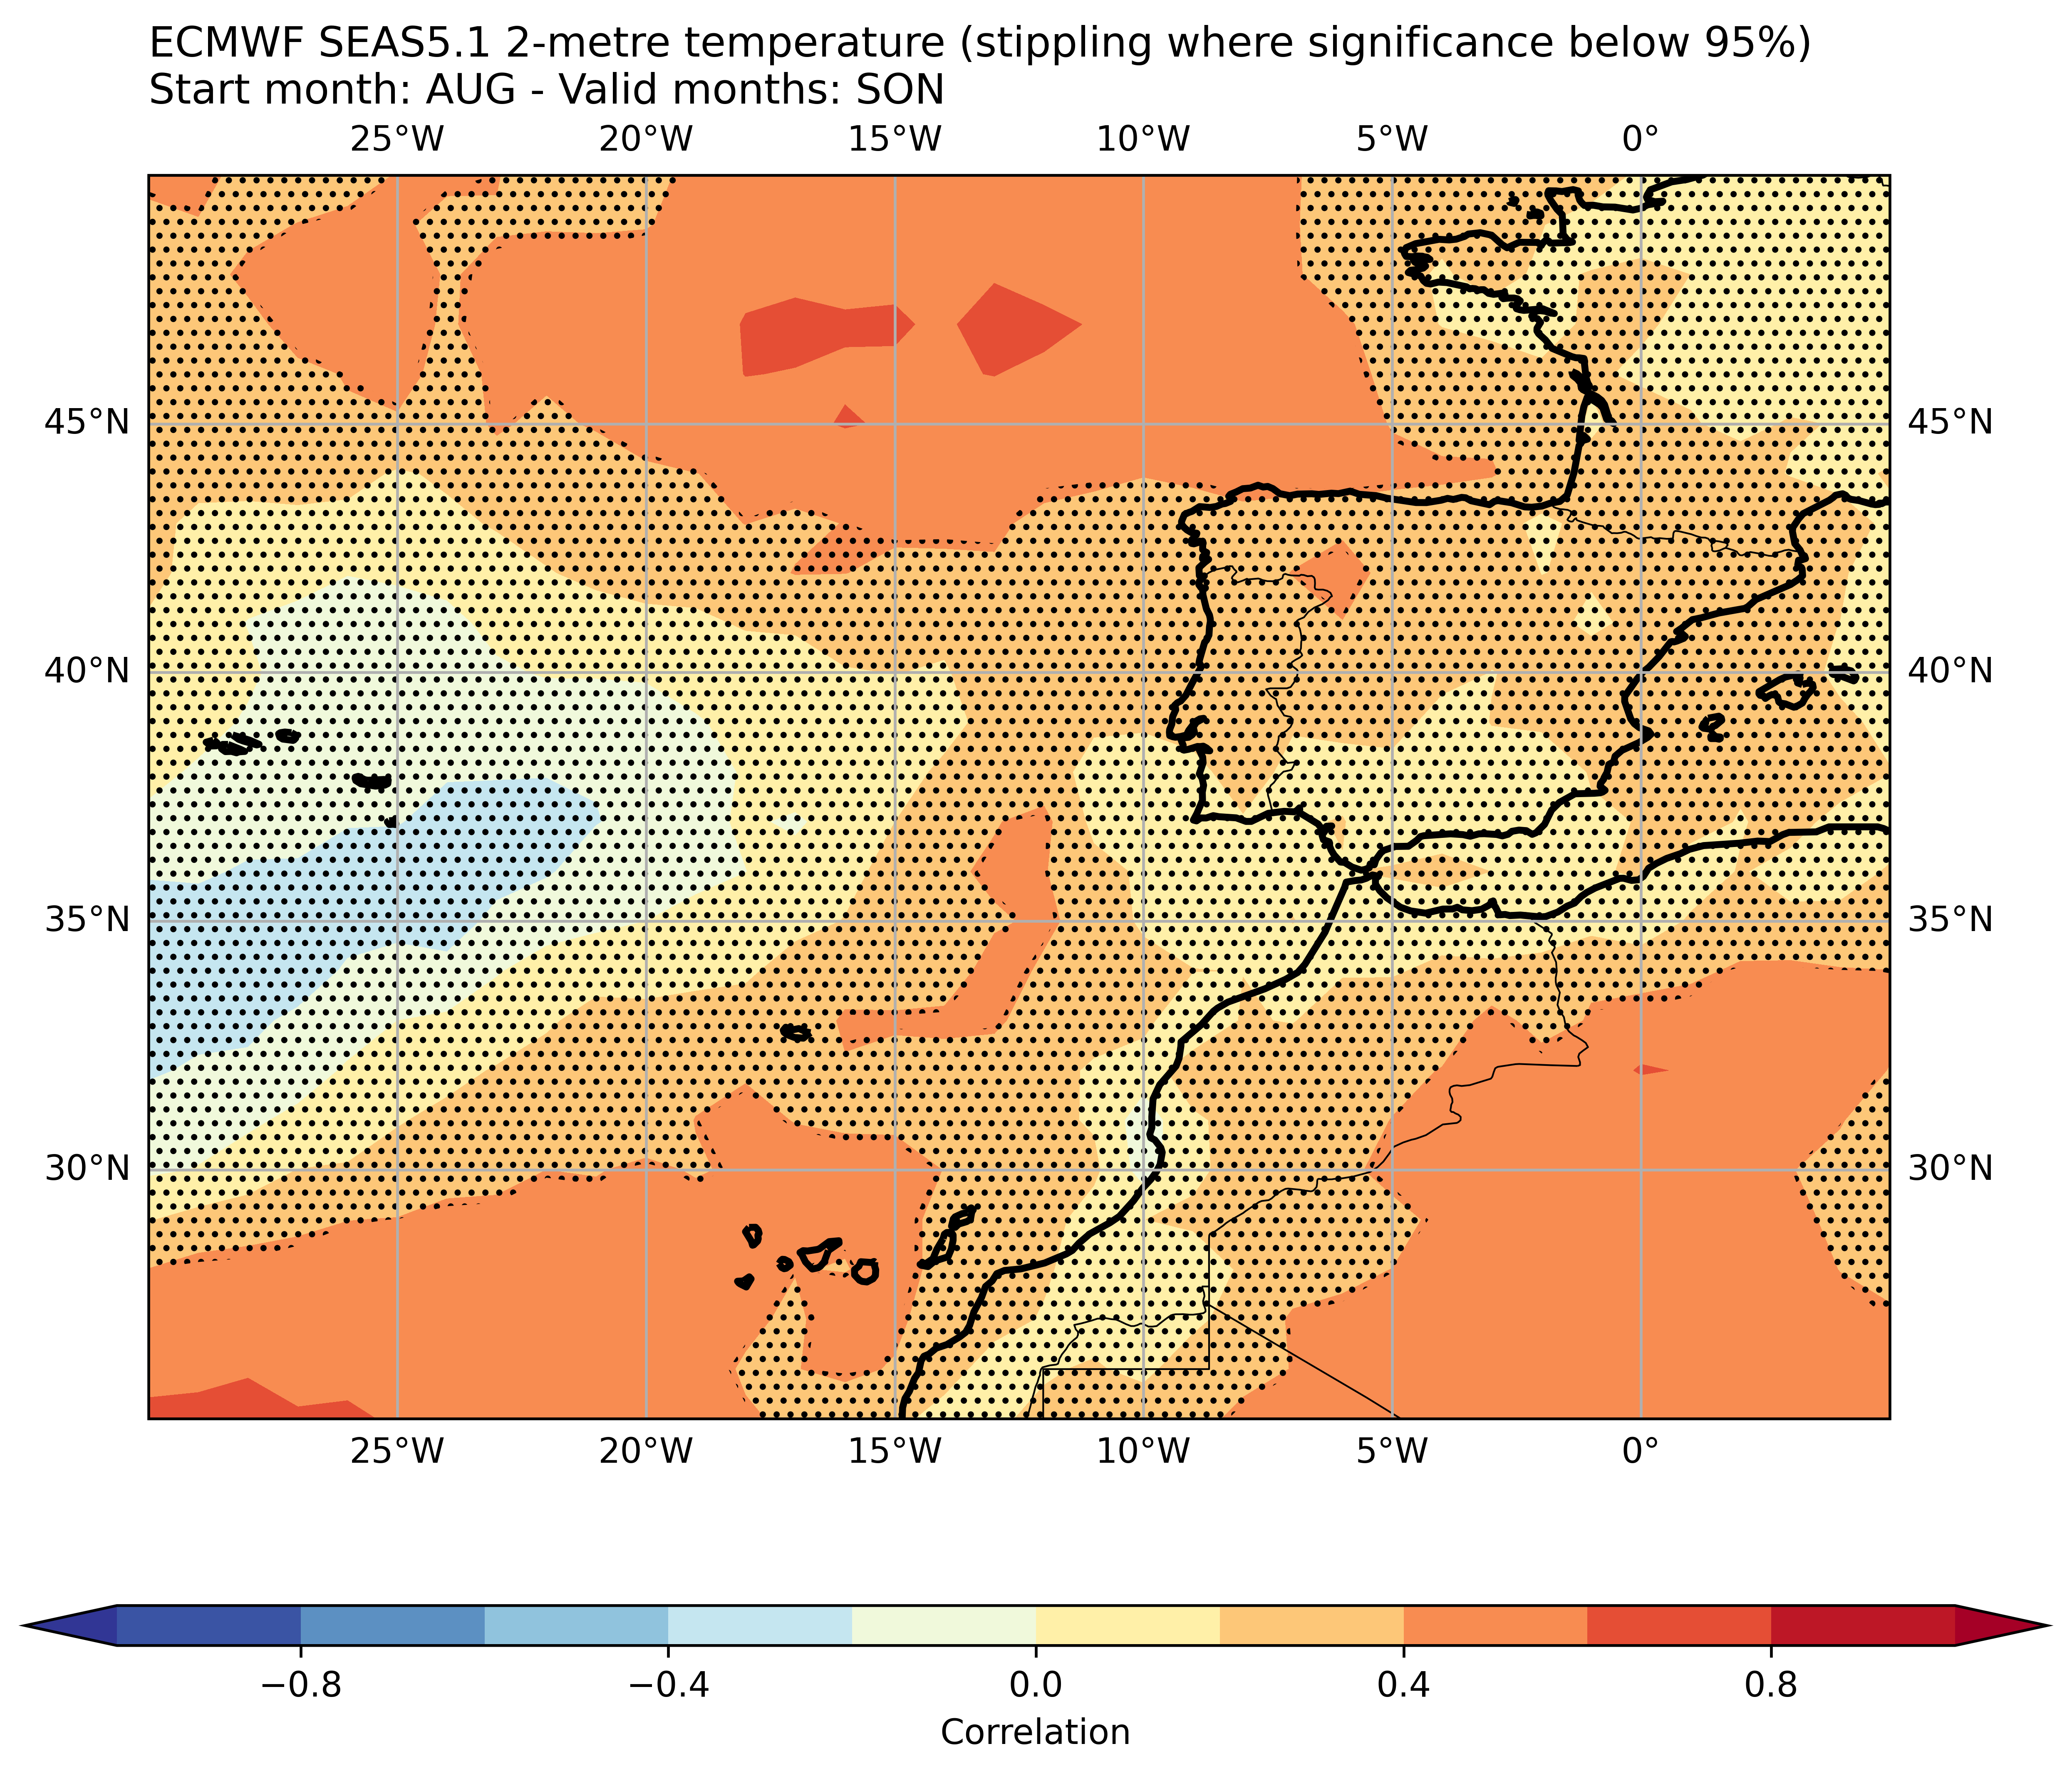 ECMWF SEAS5.1 2-metre temperature (stippling where significance below 95%)
Start month: AUG - Valid months: SON
25°W 20°W 15°W 10°W 5°W 0°
45°N 45°N
40°N 40°N
35°N 35°N
30°N 30°N
25°W 20°W 15°W 10°W 5°W 0°
−0.8 −0.4 0.0 0.4 0.8
Correlation